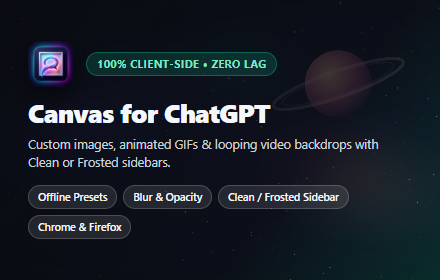 100% CLIENT-SIDE • ZERO LAG
Canvas for ChatGPT
Custom images, animated GIFs & looping video backdrops with
Clean or Frosted sidebars.
Offline Presets
Blur & Opacity
Clean / Frosted Sidebar
Chrome & Firefox